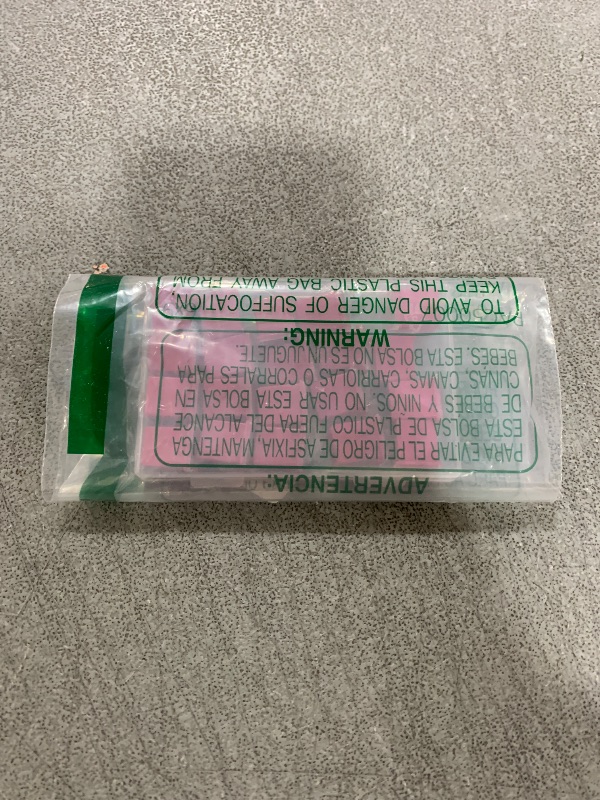 ADVERTENCIA:
PARA EVITAR EL PELIGRO DE ASFIXIA, MANTENGA
ESTA BOLSA DE PLASTICO FUERA DEL ALCANCE
DE BEBES Y NIÑOS. NO USAR ESTA BOLSA EN
CUNAS, CAMAS, CARRIOLAS O CORRALES PARA
BEBES. ESTA BOLSA NO ES UN JUGUETE.
WARNING:
TO AVOID DANGER OF SUFFOCATION,
KEEP THIS PLASTIC BAG AWAY FROM